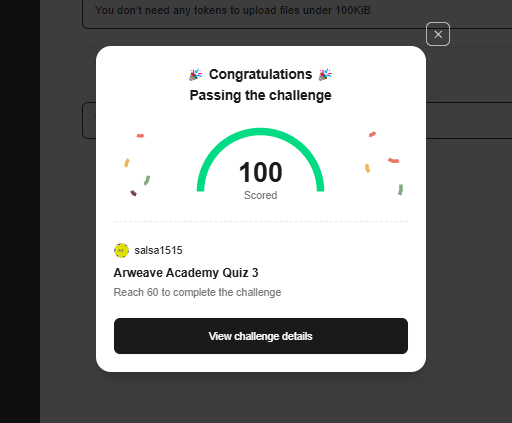 You don't need any tokens to upload files under 100KiB
Congratulations
Passing the challenge
100
Scored
salsa1515
Arweave Academy Quiz 3
Reach 60 to complete the challenge
View challenge details